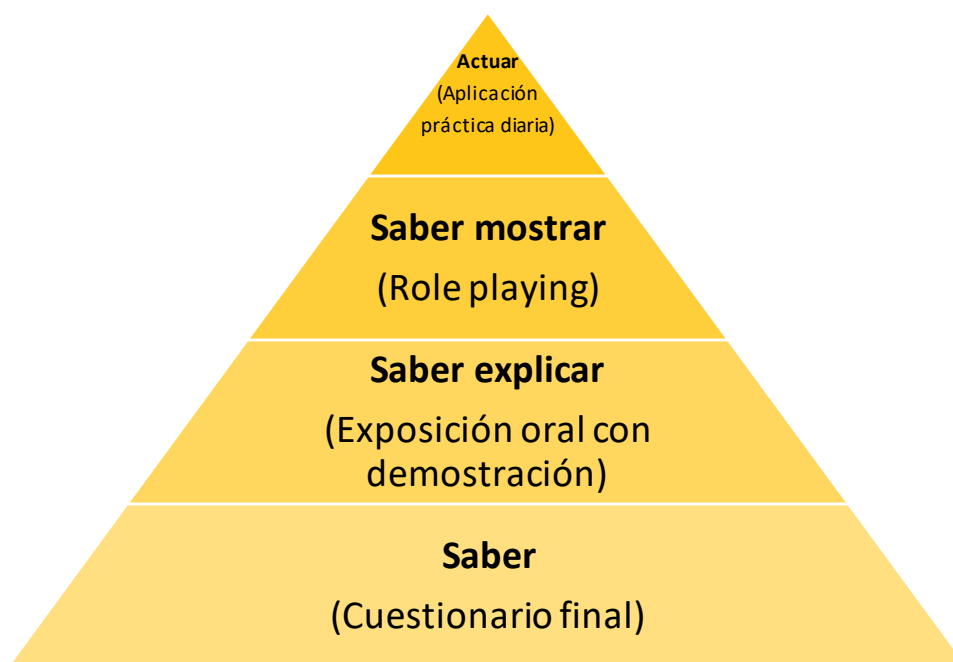 Actuar
(Aplicación
práctica diaria)
Saber mostrar
(Role playing)
Saber explicar
(Exposición oral con
demostración)
Saber
(Cuestionario final)